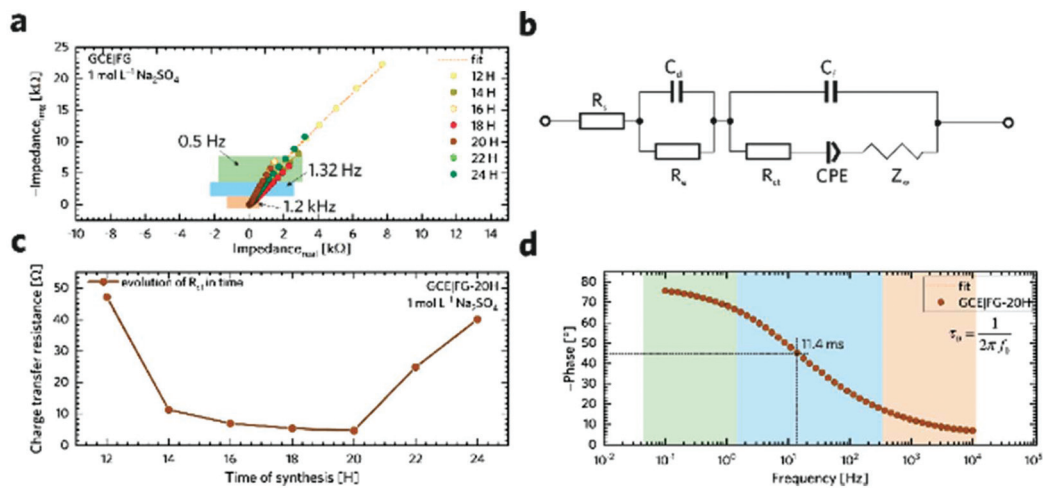 a
GCE|FG
1 mol L⁻¹ Na₂SO₄
fit
12 H
14 H
16 H
18 H
20 H
22 H
24 H
0.5 Hz
1.32 Hz
1.2 kHz
25
20
15
10
5
0
-10 -8 -6 -4 -2 0 2 4 6 8 10 12 14
−Impedance_img [kΩ]
Impedance_real [kΩ]
b
C_d
C_f
R_s
R_ct
CPE
c
evolution of R_ct in time
GCE|FG-20H
1 mol L⁻¹ Na₂SO₄
50
40
30
20
10
0
12 14 16 18 20 22 24
Charge transfer resistance [Ω]
Time of synthesis [H]
d
fit
GCE|FG-20H
τ₀ = 1 / 2π f₀
11.4 ms
80
70
60
50
40
30
20
10
0
10⁻² 10⁻¹ 10⁰ 10¹ 10² 10³ 10⁴ 10⁵
−Phase [°]
Frequency [Hz]